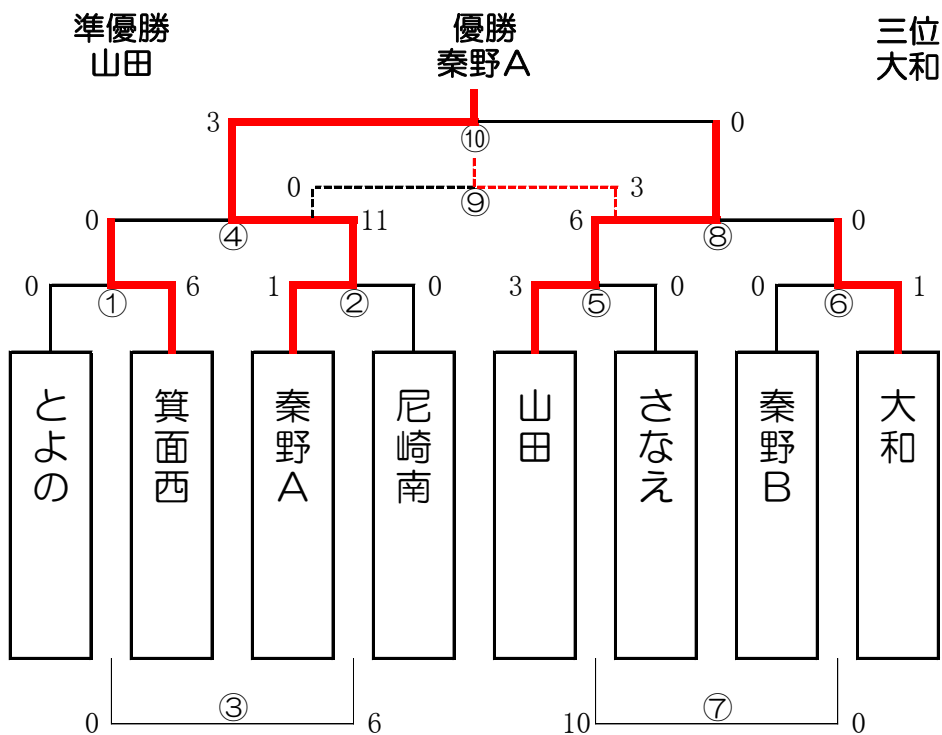 準優勝 優勝 三位
山田 秦野A 大和
3 ⑩ 0
0 ⑨ 3
0 ④ 11 6 ⑧ 0
0 ① 6 1 ② 0 3 ⑤ 0 0 ⑥ 1
とよの
箕面西
秦野A
尼崎南
山田
さなえ
秦野B
大和
0 ③ 6 10 ⑦ 0